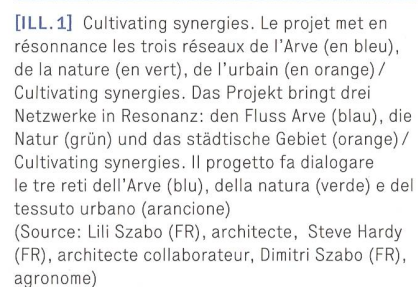 [ILL.1] Cultivating synergies. Le projet met en
résonnance les trois réseaux de l'Arve (en bleu),
de la nature (en vert), de l'urbain (en orange)/
Cultivating synergies. Das Projekt bringt drei
Netzwerke in Resonanz: den Fluss Arve (blau), die
Natur (grün) und das städtische Gebiet (orange)/
Cultivating synergies. Il progetto fa dialogare
le tre reti dell'Arve (blu), della natura (verde) e del
tessuto urbano (arancione)
(Source: Lili Szabo (FR), architecte, Steve Hardy
(FR), architecte collaborateur, Dimitri Szabo (FR),
agronome)